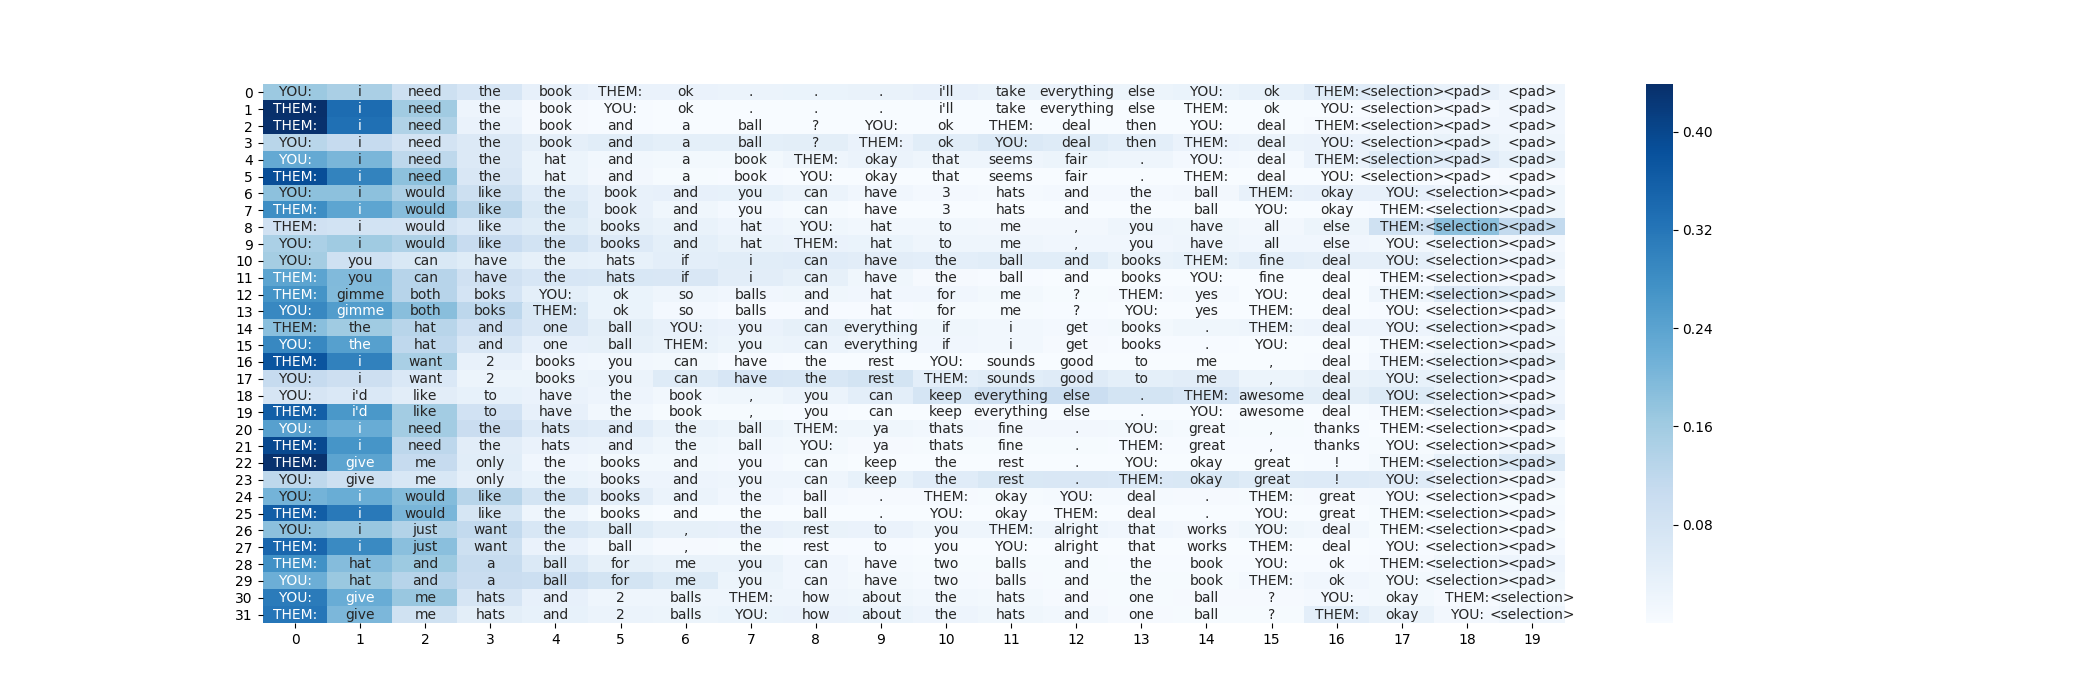 0 YOU: i need the book THEM: ok . . . i'll take everything else YOU: ok THEM: <selection> <pad> <pad>
1 THEM: i need the book YOU: ok . . . i'll take everything else THEM: ok YOU: <selection> <pad> <pad>
2 THEM: i need the book and a ball ? YOU: ok THEM: deal then YOU: deal THEM: <selection> <pad> <pad>
3 YOU: i need the book and a ball ? THEM: ok YOU: deal then THEM: deal YOU: <selection> <pad> <pad>
4 YOU: i need the hat and a book THEM: okay that seems fair . YOU: deal THEM: <selection> <pad> <pad>
5 THEM: i need the hat and a book YOU: okay that seems fair . THEM: deal YOU: <selection> <pad> <pad>
6 YOU: i would like the book and you can have 3 hats and the ball THEM: okay YOU: <selection> <pad>
7 THEM: i would like the book and you can have 3 hats and the ball YOU: okay THEM: <selection> <pad>
8 THEM: i would like the books and hat YOU: hat to me , you have all else THEM: <selection> <pad>
9 YOU: i would like the books and hat THEM: hat to me , you have all else YOU: <selection> <pad>
10 YOU: you can have the hats if i can have the ball and books THEM: fine deal YOU: <selection> <pad>
11 THEM: you can have the hats if i can have the ball and books YOU: fine deal THEM: <selection> <pad>
12 THEM: gimme both boks YOU: ok so balls and hat for me ? THEM: yes YOU: deal THEM: <selection> <pad>
13 YOU: gimme both boks THEM: ok so balls and hat for me ? YOU: yes THEM: deal YOU: <selection> <pad>
14 THEM: the hat and one ball YOU: you can everything if i get books . THEM: deal YOU: <selection> <pad>
15 YOU: the hat and one ball THEM: you can everything if i get books . YOU: deal THEM: <selection> <pad>
16 THEM: i want 2 books you can have the rest YOU: sounds good to me , deal THEM: <selection> <pad>
17 YOU: i want 2 books you can have the rest THEM: sounds good to me , deal YOU: <selection> <pad>
18 YOU: i'd like to have the book , you can keep everything else . THEM: awesome deal YOU: <selection> <pad>
19 THEM: i'd like to have the book , you can keep everything else . YOU: awesome deal THEM: <selection> <pad>
20 YOU: i need the hats and the ball THEM: ya thats fine . YOU: great , thanks THEM: <selection> <pad>
21 THEM: i need the hats and the ball YOU: ya thats fine . THEM: great , thanks YOU: <selection> <pad>
22 THEM: give me only the books and you can keep the rest . YOU: okay great ! THEM: <selection> <pad>
23 YOU: give me only the books and you can keep the rest . THEM: okay great ! YOU: <selection> <pad>
24 YOU: i would like the books and the ball . THEM: okay YOU: deal . THEM: great YOU: <selection> <pad>
25 THEM: i would like the books and the ball . YOU: okay THEM: deal . YOU: great THEM: <selection> <pad>
26 YOU: i just want the ball , the rest to you THEM: alright that works YOU: deal THEM: <selection> <pad>
27 THEM: i just want the ball , the rest to you YOU: alright that works THEM: deal YOU: <selection> <pad>
28 THEM: hat and a ball for me you can have two balls and the book YOU: ok THEM: <selection> <pad>
29 YOU: hat and a ball for me you can have two balls and the book THEM: ok YOU: <selection> <pad>
30 YOU: give me hats and 2 balls THEM: how about the hats and one ball ? YOU: okay THEM: <selection>
31 THEM: give me hats and 2 balls YOU: how about the hats and one ball ? THEM: okay YOU: <selection>
0 1 2 3 4 5 6 7 8 9 10 11 12 13 14 15 16 17 18 19
0.40
0.32
0.24
0.16
0.08